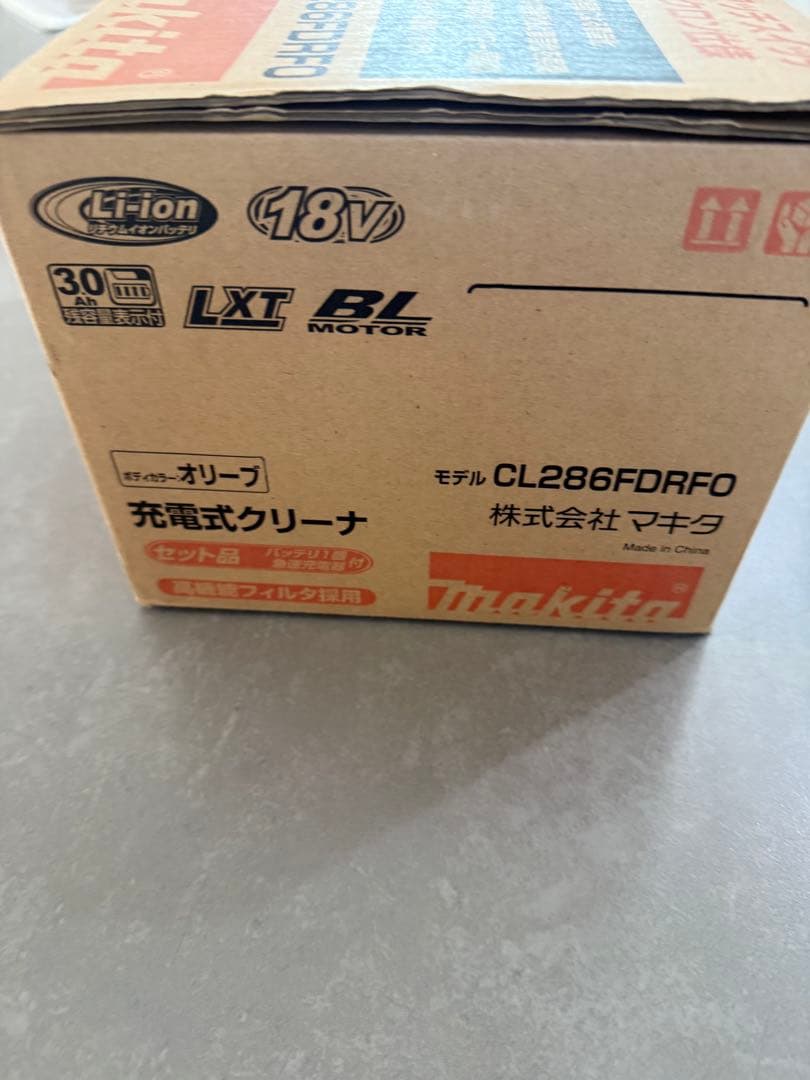 makita
286FDRFO
Li-ion
リチウムイオンバッテリ
18V
3.0
Ah
残容量表示付
LXT
BL
MOTOR
ボディカラー:オリーブ
充電式クリーナ
セット品
バッテリ1個
急速充電器付
高機能フィルタ採用
モデル CL286FDRFO
株式会社 マキタ
Made in China
makita